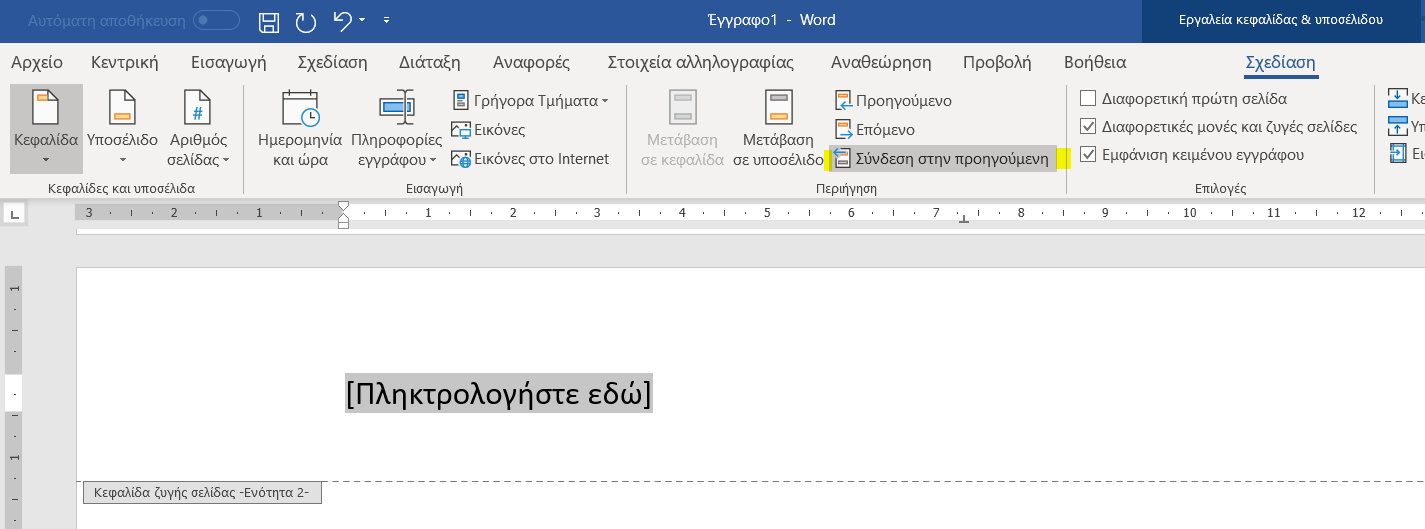 Αυτόματη αποθήκευση
Έγγραφο1 - Word
Εργαλεία κεφαλίδας & υποσέλιδου
Αρχείο Κεντρική Εισαγωγή Σχεδίαση Διάταξη Αναφορές Στοιχεία αλληλογραφίας Αναθεώρηση Προβολή Βοήθεια Σχεδίαση
Κεφαλίδα
Υποσέλιδο
Αριθμός
σελίδας
Κεφαλίδες και υποσέλιδα
Ημερομηνία
και ώρα
Πληροφορίες
εγγράφου
Γρήγορα Τμήματα
Εικόνες
Εικόνες στο Internet
Εισαγωγή
Μετάβαση
σε κεφαλίδα
Μετάβαση
σε υποσέλιδο
Προηγούμενο
Επόμενο
Σύνδεση στην προηγούμενη
Περιήγηση
Διαφορετική πρώτη σελίδα
Διαφορετικές μονές και ζυγές σελίδες
Εμφάνιση κειμένου εγγράφου
Επιλογές
3 2 1 1 2 3 4 5 6 7 8 9 10 11 12
1
[Πληκτρολογήστε εδώ]
1
Κεφαλίδα ζυγής σελίδας -Ενότητα 2-